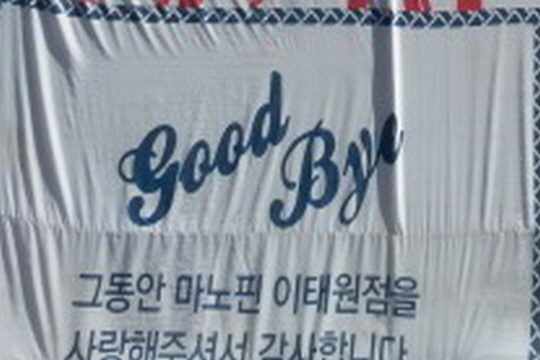 Good
Bye
그동안 마노핀 이태원점을
사랑해주셔서 감사합니다